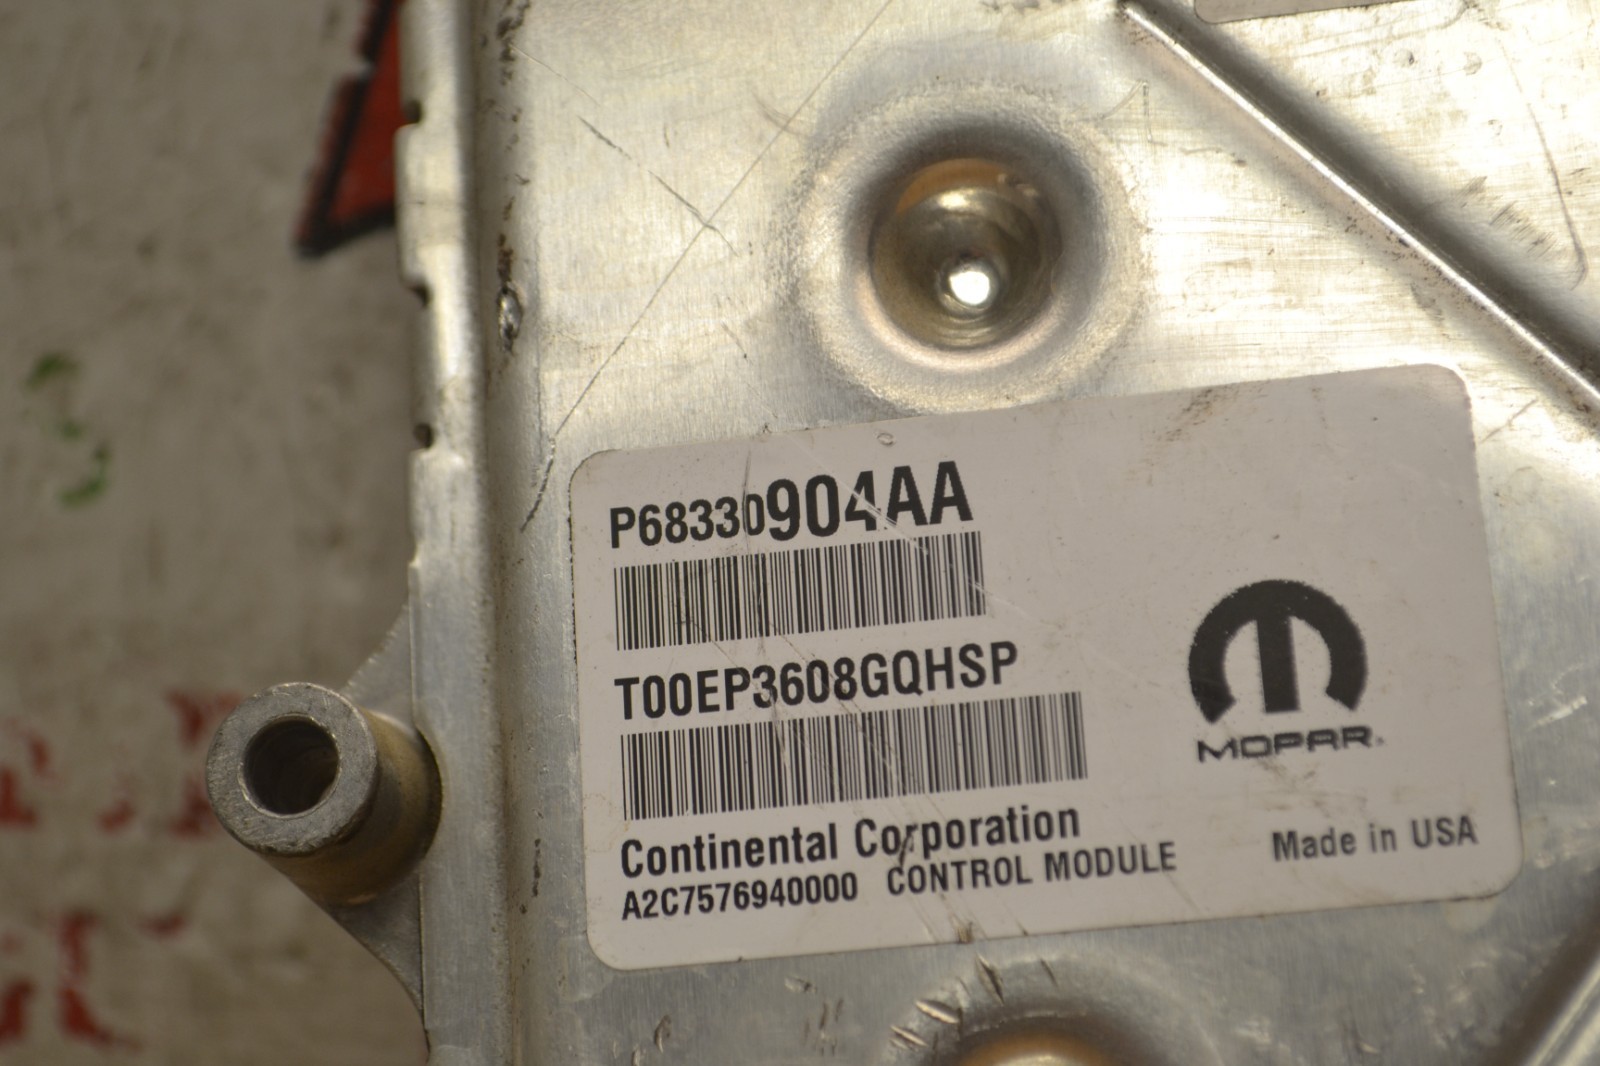 P68330904AA
T00EP3608GQHSP
MOPAR
Continental Corporation
A2C7576940000 CONTROL MODULE
Made in USA